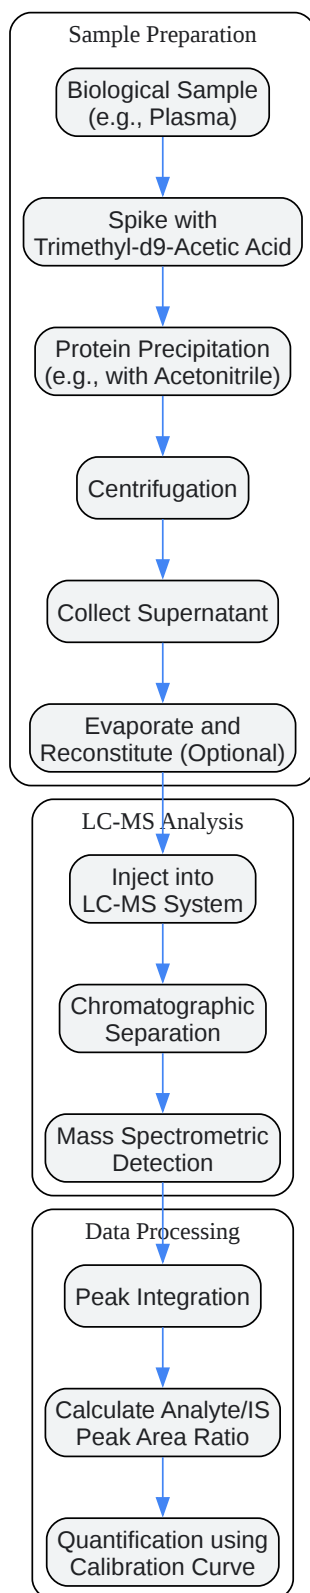 Sample Preparation
Biological Sample
(e.g., Plasma)
Spike with
Trimethyl-d9-Acetic Acid
Protein Precipitation
(e.g., with Acetonitrile)
Centrifugation
Collect Supernatant
Evaporate and
Reconstitute (Optional)
LC-MS Analysis
Inject into
LC-MS System
Chromatographic
Separation
Mass Spectrometric
Detection
Data Processing
Peak Integration
Calculate Analyte/IS
Peak Area Ratio
Quantification using
Calibration Curve